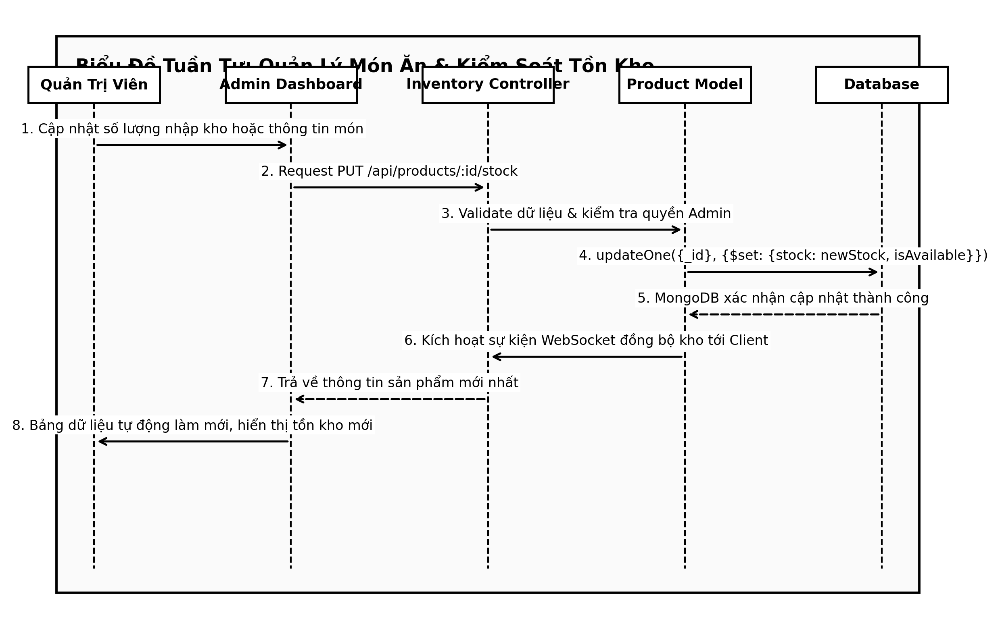 Biểu Đồ Tuần Tự Quản Lý Món Ăn & Kiểm Soát Tồn Kho
Quản Trị Viên
Admin Dashboard
Inventory Controller
Product Model
Database
1. Cập nhật số lượng nhập kho hoặc thông tin món
2. Request PUT /api/products/:id/stock
3. Validate dữ liệu & kiểm tra quyền Admin
4. updateOne({_id}, {$set: {stock: newStock, isAvailable}})
5. MongoDB xác nhận cập nhật thành công
6. Kích hoạt sự kiện WebSocket đồng bộ kho tới Client
7. Trả về thông tin sản phẩm mới nhất
8. Bảng dữ liệu tự động làm mới, hiển thị tồn kho mới